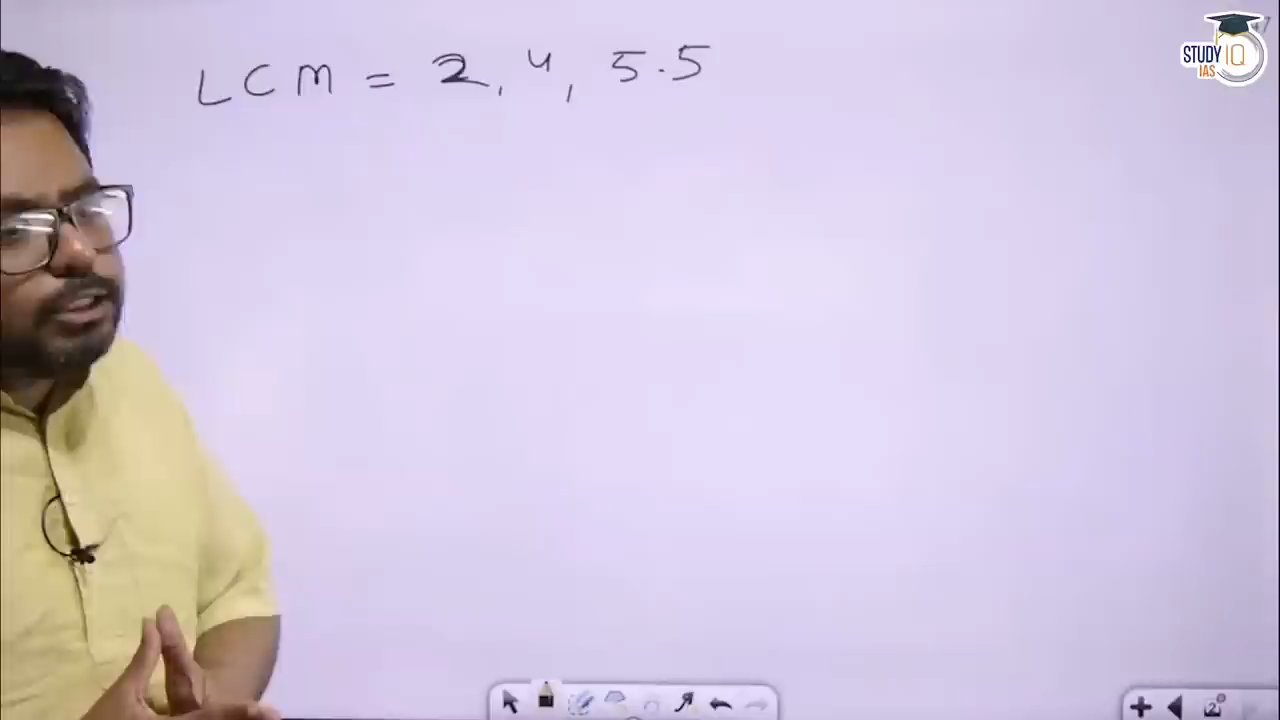 LCM = 2, 4, 5.5
STUDY IQ
IAS